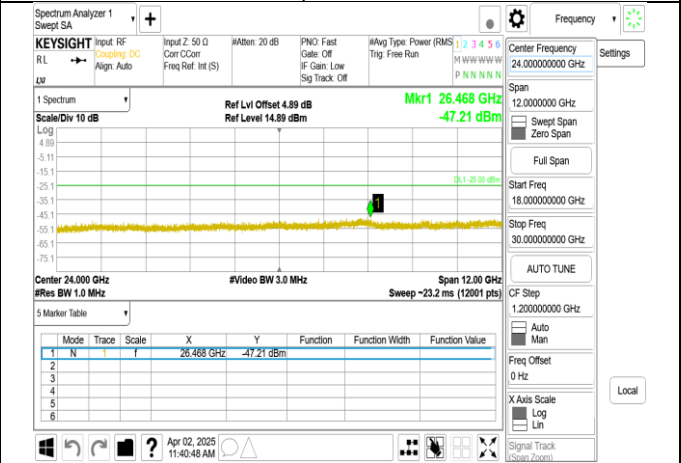 Spectrum Analyzer 1
Swept SA
+
Frequency
KEYSIGHT Input: RF Input Z: 50 Ω #Atten: 20 dB PNO: Fast #Avg Type: Power (RMS 1 2 3 4 5 6
RL Coupling: DC Corr CCorr Gate: Off Trig: Free Run M W W W W W
Align: Auto Freq Ref: Int (S) IF Gain: Low P N N N N N
Sig Track: Off
LXI
Center Frequency
24.000000000 GHz
Settings
1 Spectrum
Ref Lvl Offset 4.89 dB Mkr1 26.468 GHz
Scale/Div 10 dB Ref Level 14.89 dBm -47.21 dBm
Log
4.89
-5.11
-15.1
-25.1
DL1 -25.00 dBm
-35.1
1
-45.1
-55.1
-65.1
-75.1
Center 24.000 GHz #Video BW 3.0 MHz Span 12.00 GHz
#Res BW 1.0 MHz Sweep ~23.2 ms (12001 pts)
Span
12.0000000 GHz
Swept Span
Zero Span
Full Span
Start Freq
18.000000000 GHz
Stop Freq
30.000000000 GHz
AUTO TUNE
CF Step
1.200000000 GHz
Auto
Man
Freq Offset
0 Hz
X Axis Scale
Log
Lin
Signal Track
(Span Zoom)
Local
5 Marker Table
Mode Trace Scale X Y Function Function Width Function Value
1 N 1 f 26.468 GHz -47.21 dBm
2
3
4
5
6
? Apr 02, 2025
11:40:48 AM